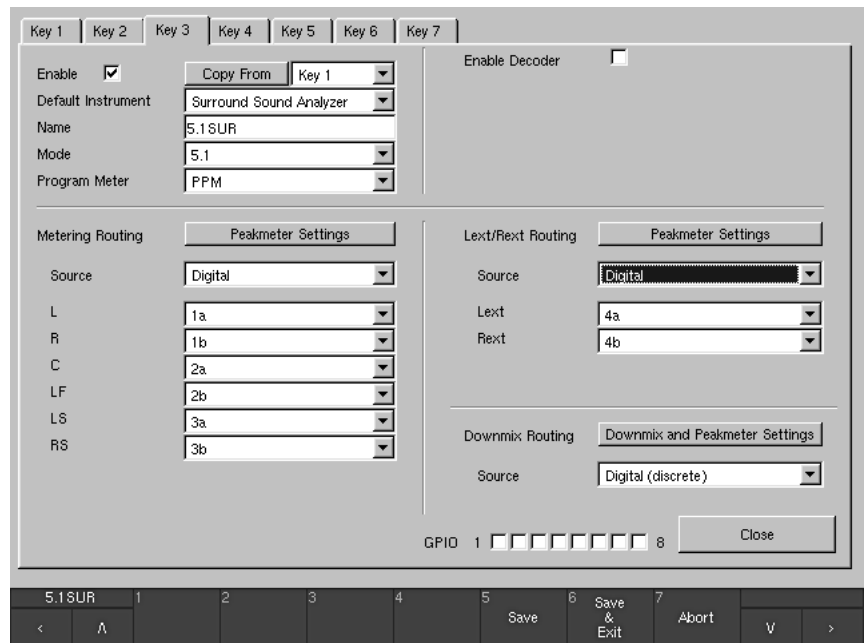 Key 1 Key 2 Key 3 Key 4 Key 5 Key 6 Key 7
Enable Copy From Key 1
Default Instrument Surround Sound Analyzer
Name 5.1SUR
Mode 5.1
Program Meter PPM
Enable Decoder
Metering Routing Peakmeter Settings
Source Digital
L 1a
R 1b
C 2a
LF 2b
LS 3a
RS 3b
Lext/Rext Routing Peakmeter Settings
Source Digital
Lext 4a
Rext 4b
Downmix Routing Downmix and Peakmeter Settings
Source Digital (discrete)
GPIO 1 8 Close
5.1SUR 1 2 3 4 5 Save 6 Save & Exit 7 Abort
< Λ V >